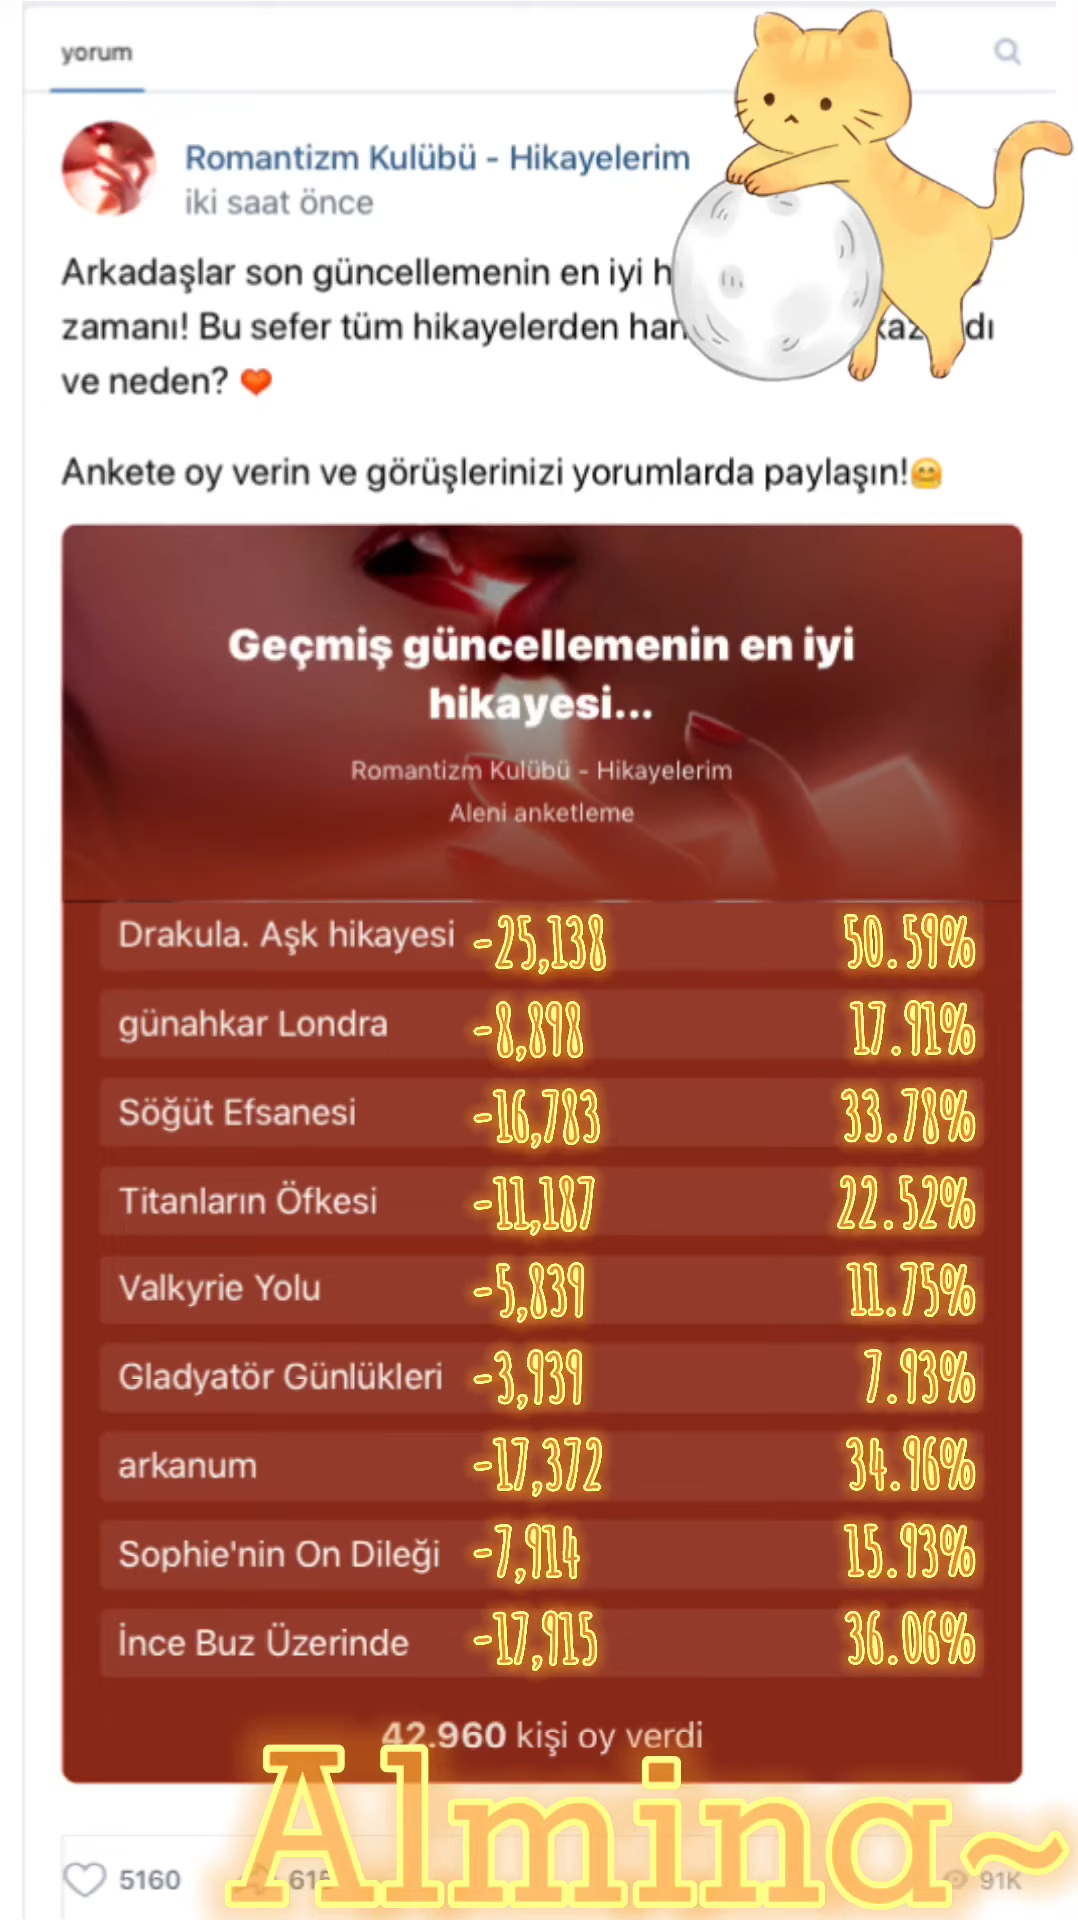 yorum
Romantizm Kulübü - Hikayelerim
iki saat önce
Arkadaşlar son güncellemenin en iyi
zamanı! Bu sefer tüm hikayelerden
ve neden? ❤️
Ankete oy verin ve görüşlerinizi yorumlarda paylaşın!🤗
Geçmiş güncellemenin en iyi
hikayesi...
Romantizm Kulübü - Hikayelerim
Aleni anketleme
Drakula. Aşk hikayesi -25,138 50.59%
günahkar Londra -8,898 17.91%
Söğüt Efsanesi -16,783 33.78%
Titanların Öfkesi -11,187 22.52%
Valkyrie Yolu -5,839 11.75%
Gladyatör Günlükleri -3,939 7.93%
arkanum -17,372 34.96%
Sophie'nin On Dileği -7,914 15.93%
İnce Buz Üzerinde -17,915 36.06%
42.960 kişi oy verdi
Almina~
5160 615 91K